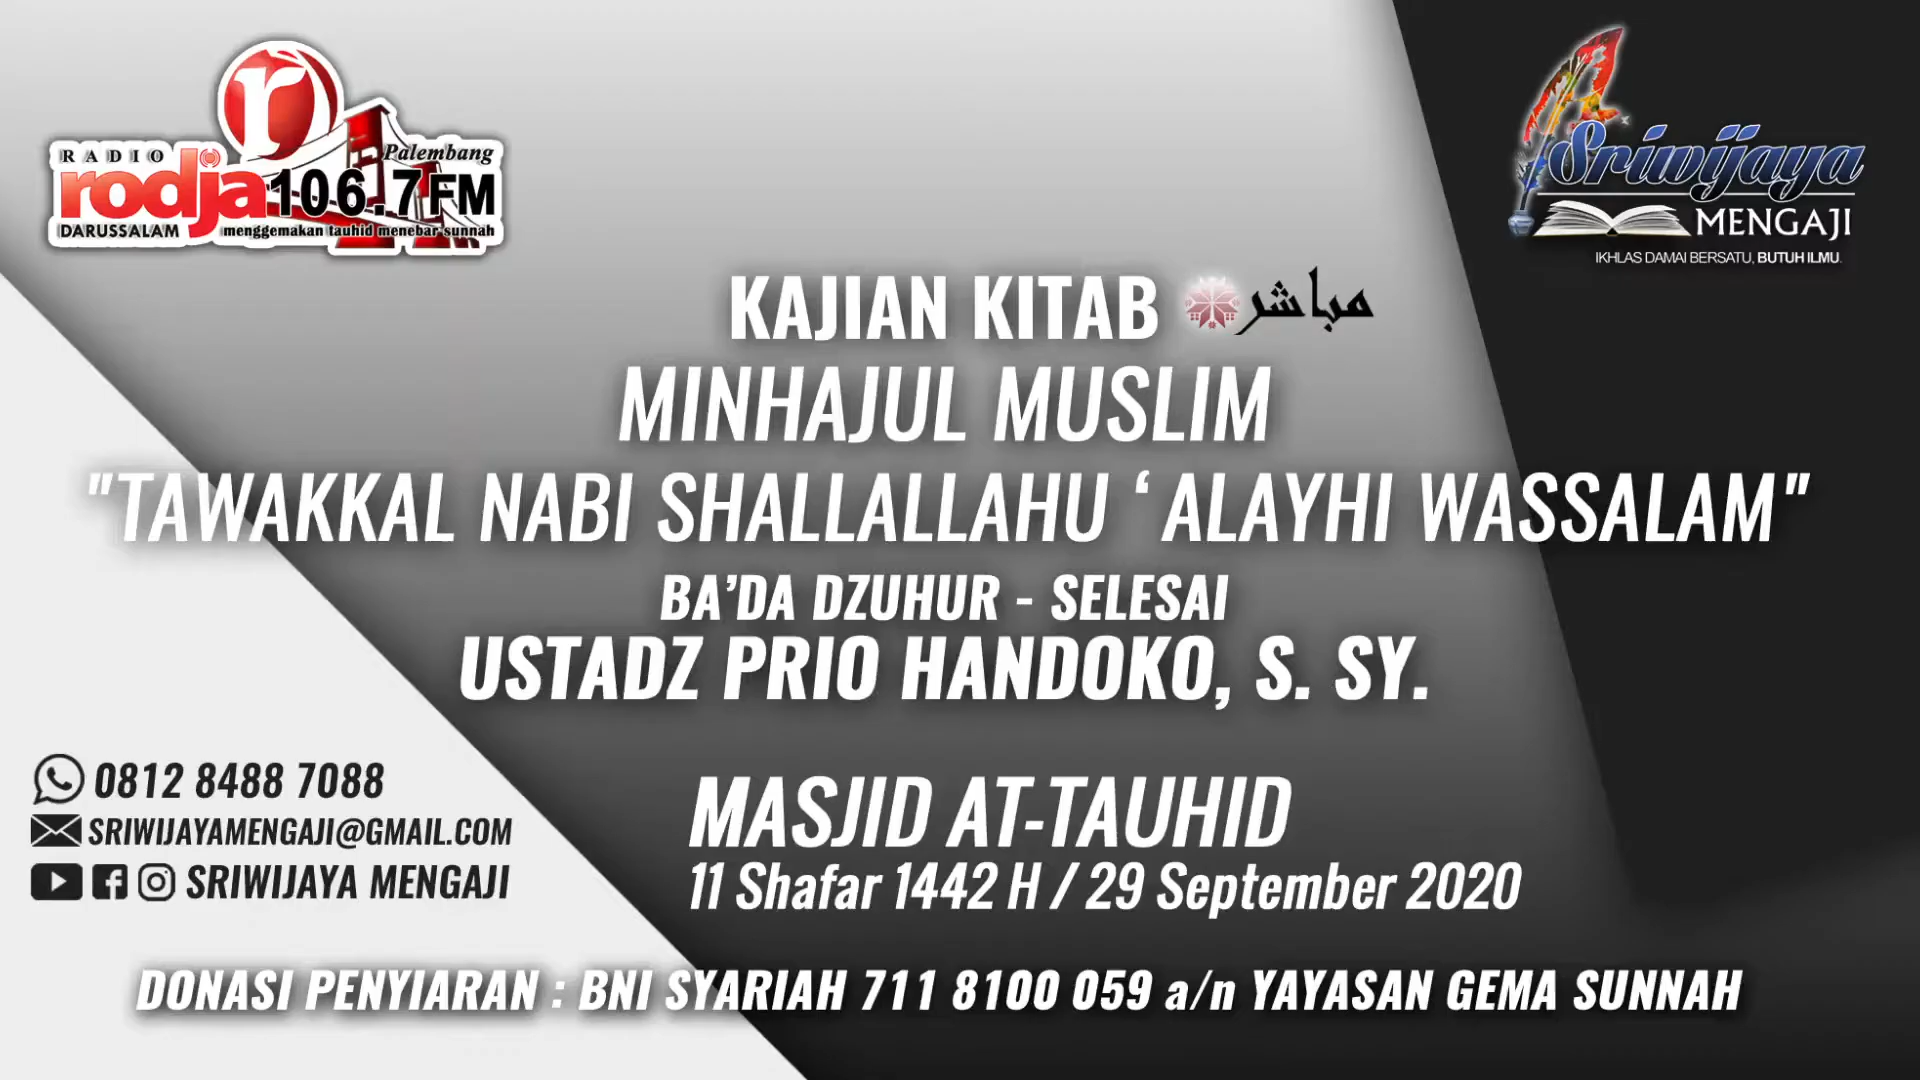 r
RADIO
Palembang
rodja 106.7 FM
DARUSSALAM
menggemakan tauhid menebar sunnah
Sriwijaya
MENGAJI
IKHLAS DAMAI BERSATU, BUTUH ILMU.
KAJIAN KITAB مباشر
MINHAJUL MUSLIM
"TAWAKKAL NABI SHALLALLAHU ‘ ALAYHI WASSALAM"
BA’DA DZUHUR - SELESAI
USTADZ PRIO HANDOKO, S. SY.
0812 8488 7088
SRIWIJAYAMENGAJI@GMAIL.COM
SRIWIJAYA MENGAJI
MASJID AT-TAUHID
11 Shafar 1442 H / 29 September 2020
DONASI PENYIARAN : BNI SYARIAH 711 8100 059 a/n YAYASAN GEMA SUNNAH